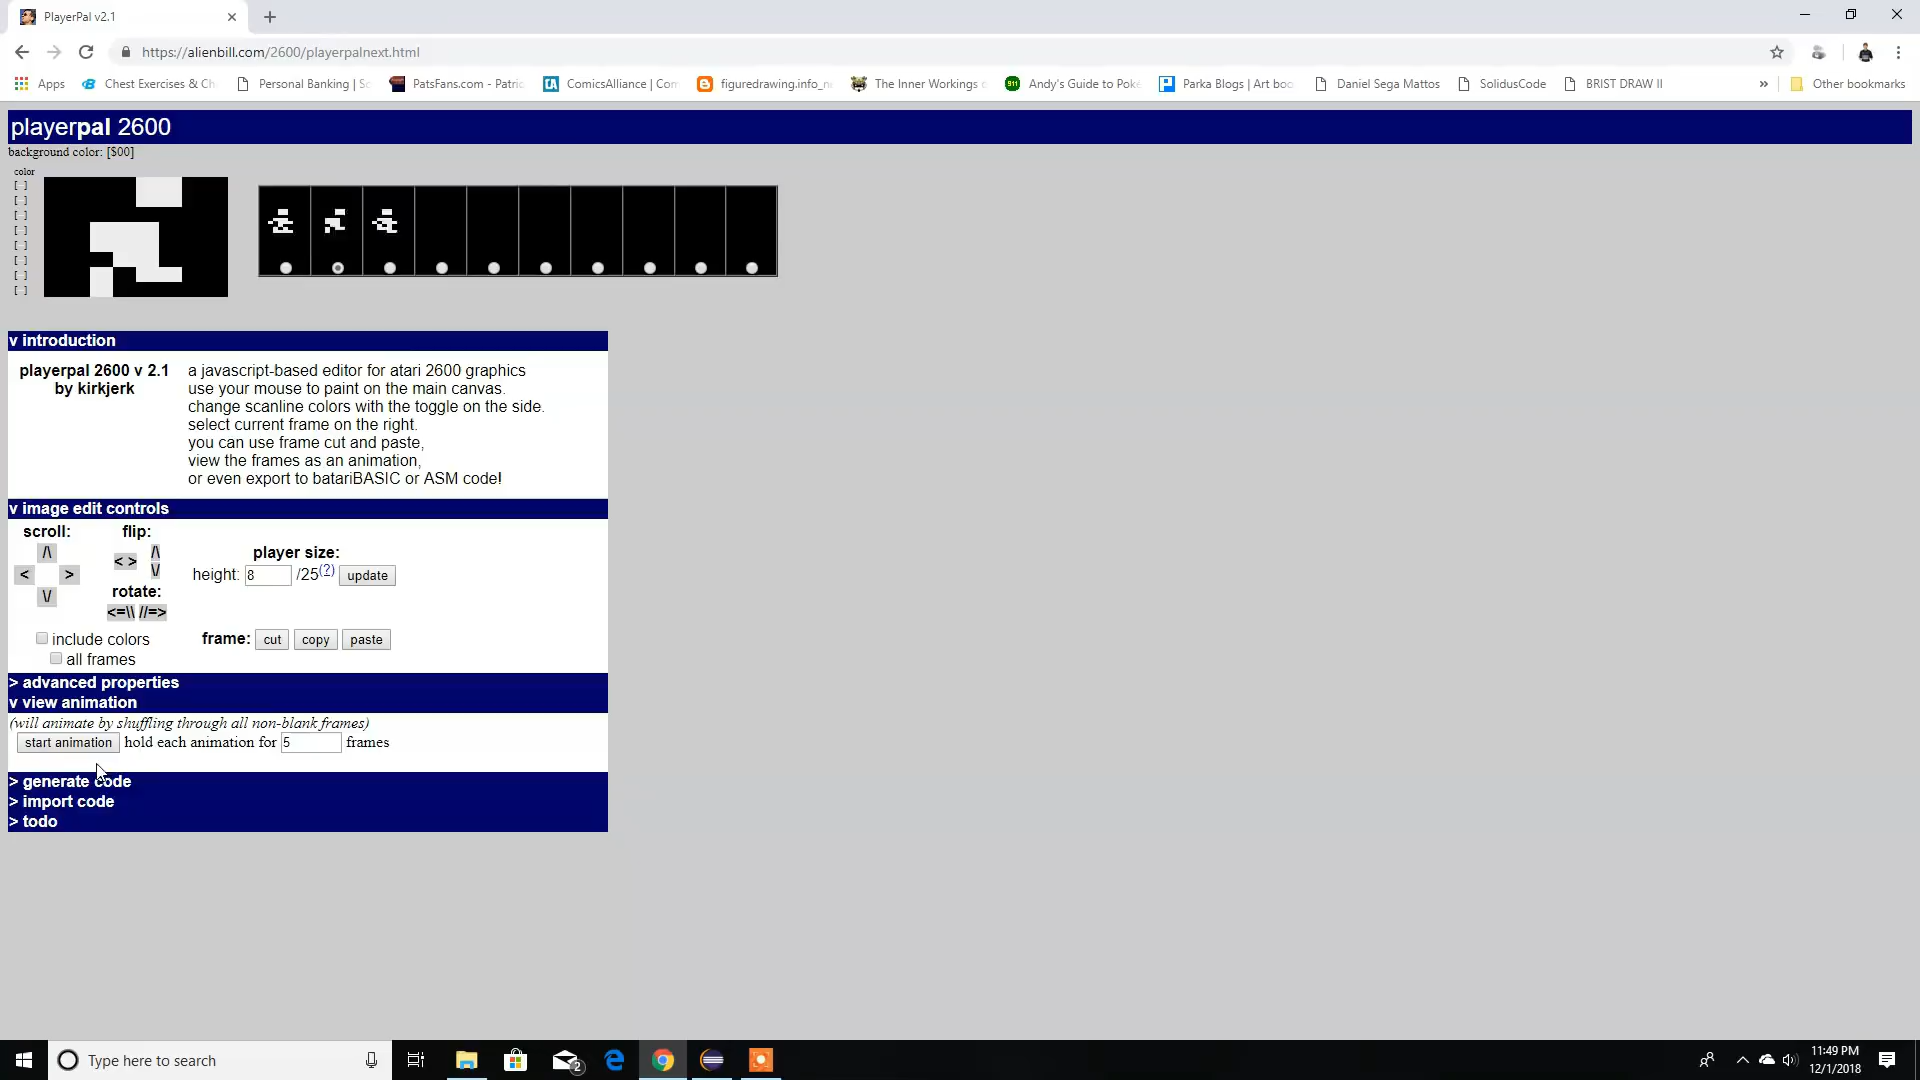 PlayerPal v2.1
https://alienbill.com/2600/playerpalnext.html
Apps
Chest Exercises & Ch
Personal Banking | Sc
PatsFans.com - Patric
ComicsAlliance | Com
figuredrawing.info_n
The Inner Workings o
Andy's Guide to Poké
Parka Blogs | Art boo
Daniel Sega Mattos
SolidusCode
BRIST DRAW II
»
Other bookmarks
playerpal 2600
background color: [$00]
color
v introduction
playerpal 2600 v 2.1
by kirkjerk
a javascript-based editor for atari 2600 graphics
use your mouse to paint on the main canvas.
change scanline colors with the toggle on the side.
select current frame on the right.
you can use frame cut and paste,
view the frames as an animation,
or even export to batariBASIC or ASM code!
v image edit controls
scroll:
/\
< >
\/
flip:
< >
/\
\/
rotate:
<=\\ //=>
player size:
height: 8 /25(?) update
include colors
all frames
frame: cut copy paste
> advanced properties
v view animation
(will animate by shuffling through all non-blank frames)
start animation hold each animation for 5 frames
> generate code
> import code
> todo
Type here to search
2
11:49 PM
12/1/2018